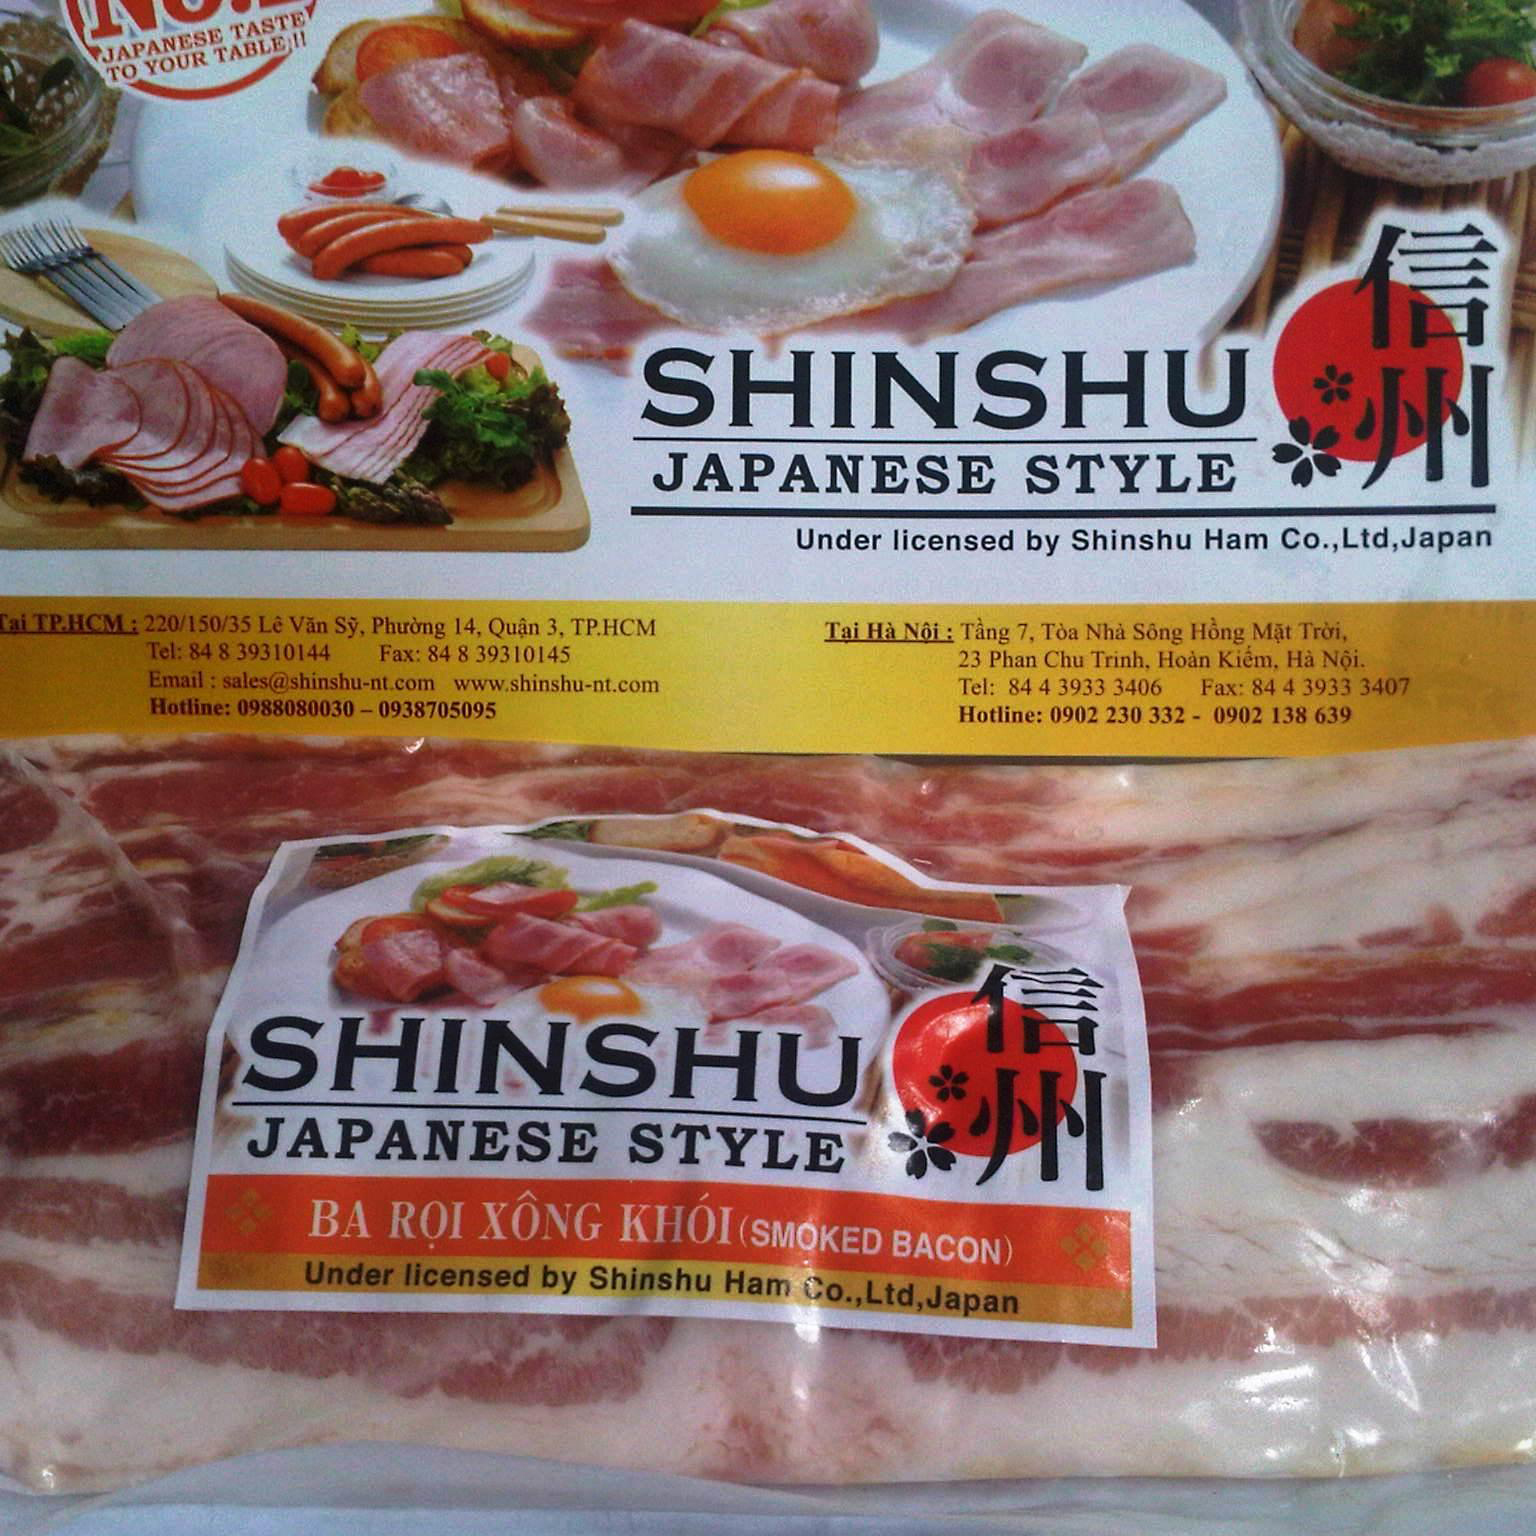 JAPANESE TASTE
TO YOUR TABLE !!
信州
SHINSHU
JAPANESE STYLE
Under licensed by Shinshu Ham Co.,Ltd,Japan
Tại TP.HCM : 220/150/35 Lê Văn Sỹ, Phường 14, Quận 3, TP.HCM
Tel: 84 8 39310144 Fax: 84 8 39310145
Email : sales@shinshu-nt.com www.shinshu-nt.com
Hotline: 0988080030 – 0938705095
Tại Hà Nội : Tầng 7, Tòa Nhà Sông Hồng Mặt Trời,
23 Phan Chu Trinh, Hoàn Kiếm, Hà Nội.
Tel: 84 4 3933 3406 Fax: 84 4 3933 3407
Hotline: 0902 230 332 - 0902 138 639
信州
SHINSHU
JAPANESE STYLE
BA RỌI XÔNG KHÓI (SMOKED BACON)
Under licensed by Shinshu Ham Co.,Ltd,Japan